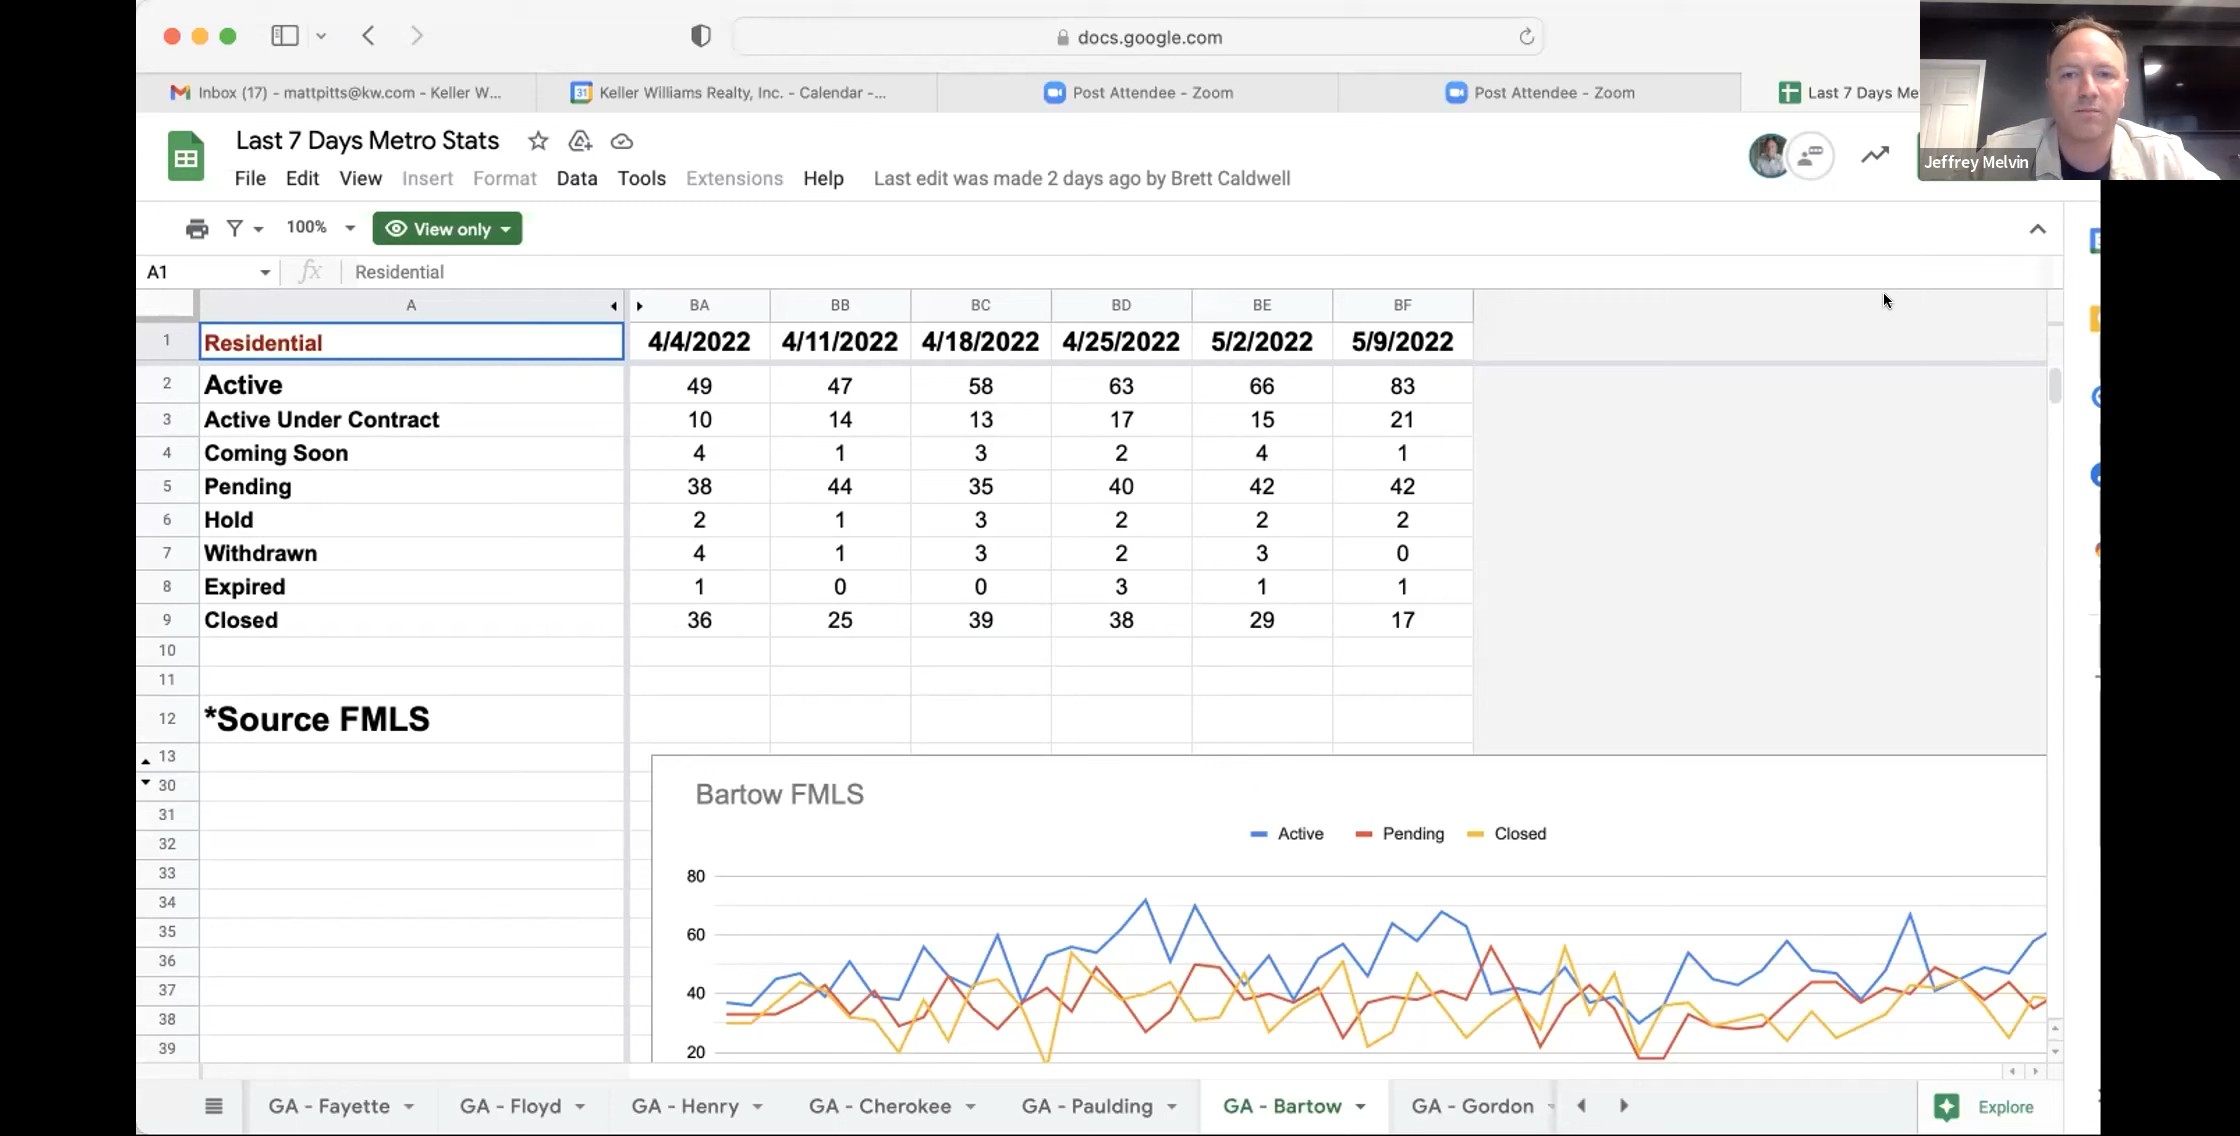 docs.google.com
Inbox (17) - mattpitts@kw.com - Keller W...
Keller Williams Realty, Inc. - Calendar -...
Post Attendee - Zoom
Post Attendee - Zoom
Last 7 Days Me
Jeffrey Melvin
Last 7 Days Metro Stats
File Edit View Insert Format Data Tools Extensions Help Last edit was made 2 days ago by Brett Caldwell
100% View only
A1 fx Residential
A BA BB BC BD BE BF
1 Residential 4/4/2022 4/11/2022 4/18/2022 4/25/2022 5/2/2022 5/9/2022
2 Active 49 47 58 63 66 83
3 Active Under Contract 10 14 13 17 15 21
4 Coming Soon 4 1 3 2 4 1
5 Pending 38 44 35 40 42 42
6 Hold 2 1 3 2 2 2
7 Withdrawn 4 1 3 2 3 0
8 Expired 1 0 0 3 1 1
9 Closed 36 25 39 38 29 17
10
11
12 *Source FMLS
13
30
31
32
33
34
35
36
37
38
39
Bartow FMLS
Active Pending Closed
80
60
40
20
GA - Fayette GA - Floyd GA - Henry GA - Cherokee GA - Paulding GA - Bartow GA - Gordon Explore